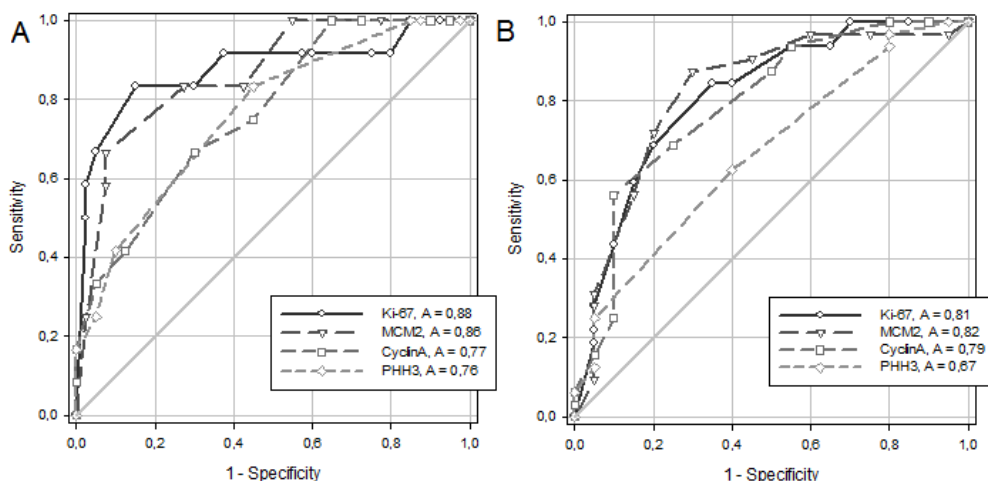 A
1,0
0,8
0,6
0,4
0,2
0,0
Sensitivity
0,0 0,2 0,4 0,6 0,8 1,0
1 - Specificity
Ki-67, A = 0,88
MCM2, A = 0,86
CyclinA, A = 0,77
PHH3, A = 0,76
B
1,0
0,8
0,6
0,4
0,2
0,0
Sensitivity
0,0 0,2 0,4 0,6 0,8 1,0
1 - Specificity
Ki-67, A = 0,81
MCM2, A = 0,82
CyclinA, A = 0,79
PHH3, A = 0,67